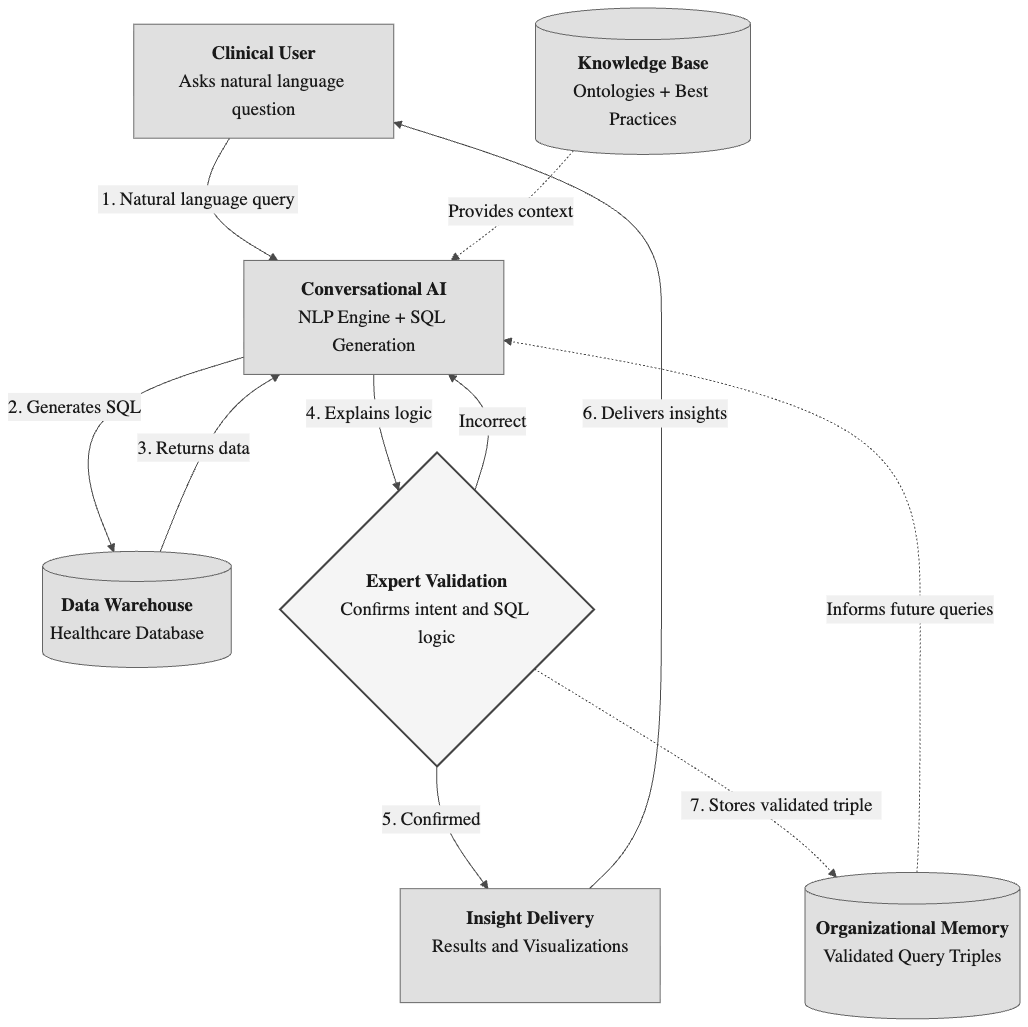 Clinical User
Asks natural language
question
Knowledge Base
Ontologies + Best
Practices
1. Natural language query
Provides context
Conversational AI
NLP Engine + SQL
Generation
2. Generates SQL
3. Returns data
4. Explains logic
Incorrect
6. Delivers insights
Expert Validation
Confirms intent and SQL
logic
Data Warehouse
Healthcare Database
Informs future queries
5. Confirmed
7. Stores validated triple
Insight Delivery
Results and Visualizations
Organizational Memory
Validated Query Triples